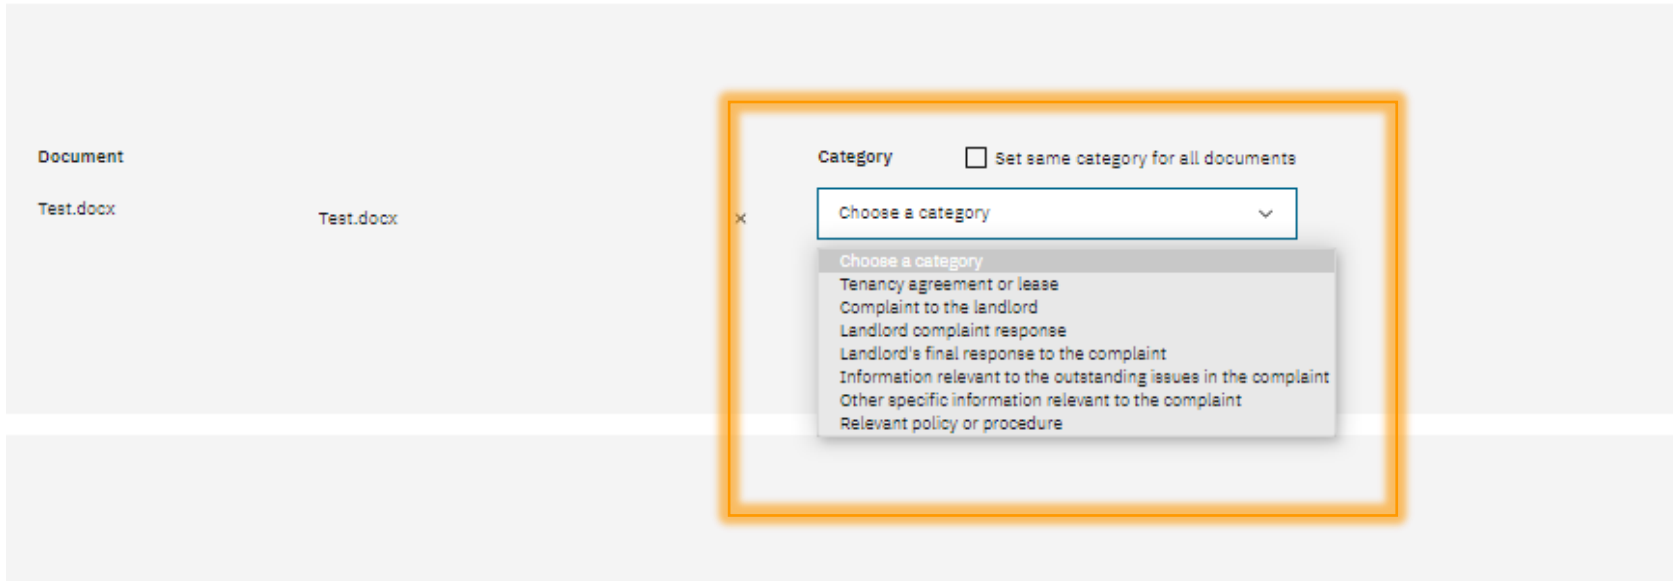 Document
Category
Set same category for all documents
Test.docx
Test.docx
×
Choose a category
Choose a category
Tenancy agreement or lease
Complaint to the landlord
Landlord complaint response
Landlord's final response to the complaint
Information relevant to the outstanding issues in the complaint
Other specific information relevant to the complaint
Relevant policy or procedure